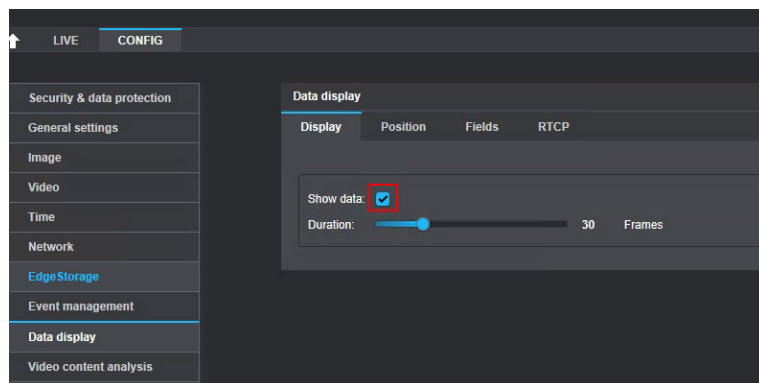 LIVE CONFIG
Security & data protection
General settings
Image
Video
Time
Network
EdgeStorage
Event management
Data display
Video content analysis
Data display
Display Position Fields RTCP
Show data:
Duration: 30 Frames